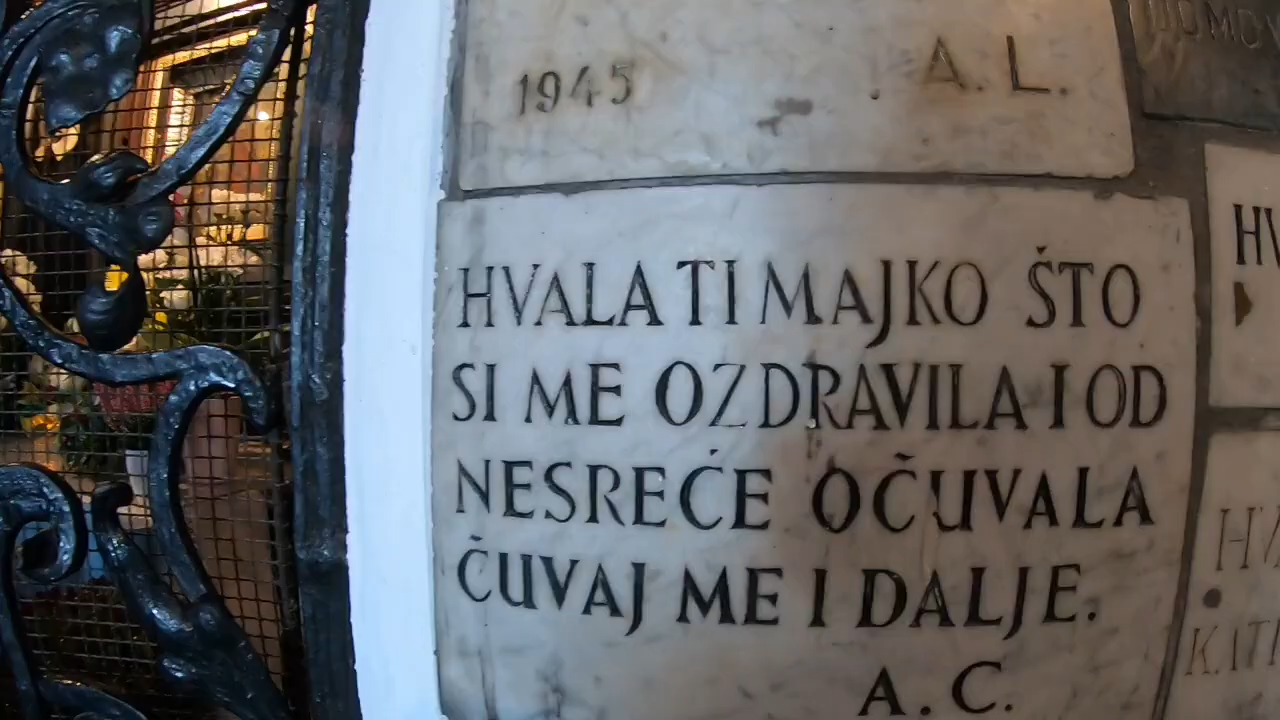 1945 A. L.
HVALA TI MAJKO ŠTO
SI ME OZDRAVILA I OD
NESREĆE OČUVALA
ČUVAJ ME I DALJE.
A. C.